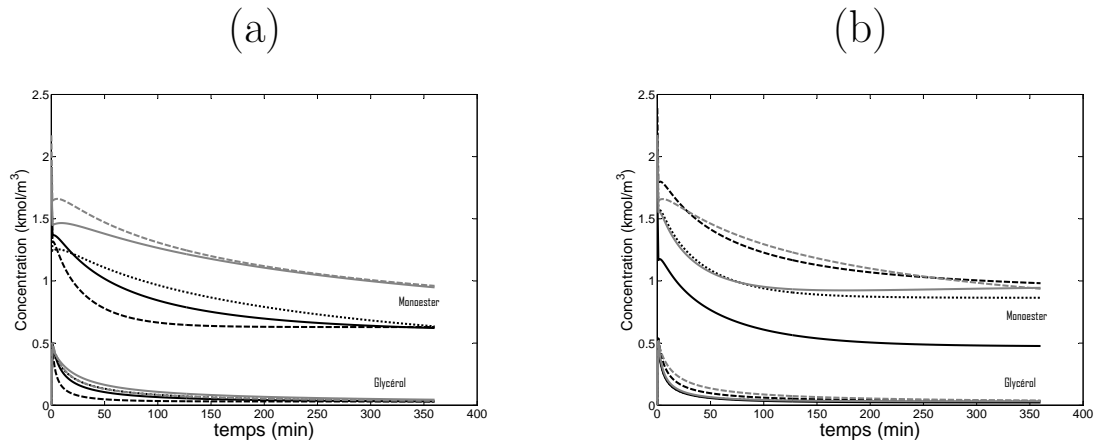 (a)
(b)
2.5
2
1.5
1
0.5
0
Concentration (kmol/m³)
Monoester
Glycérol
0 50 100 150 200 250 300 350 400
temps (min)
2.5
2
1.5
1
0.5
0
Concentration (kmol/m³)
Monoester
Glycérol
0 50 100 150 200 250 300 350 400
temps (min)